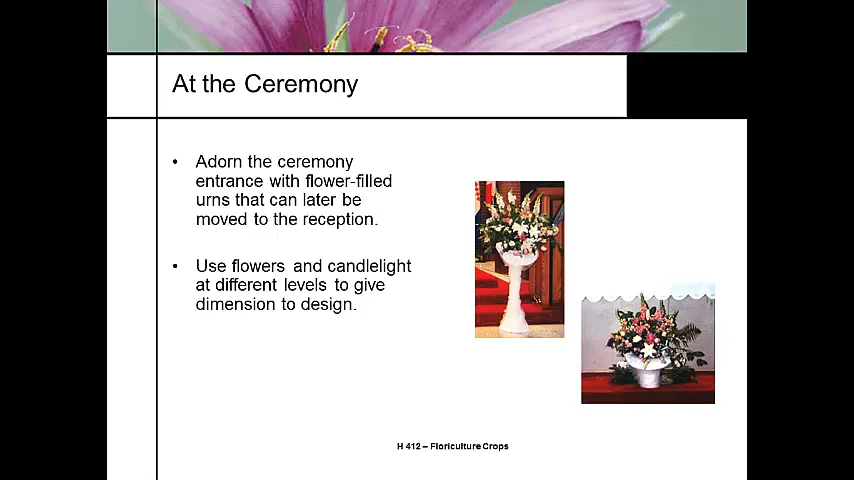 At the Ceremony
• Adorn the ceremony
entrance with flower-filled
urns that can later be
moved to the reception.
• Use flowers and candlelight
at different levels to give
dimension to design.
H 412 – Floriculture Crops